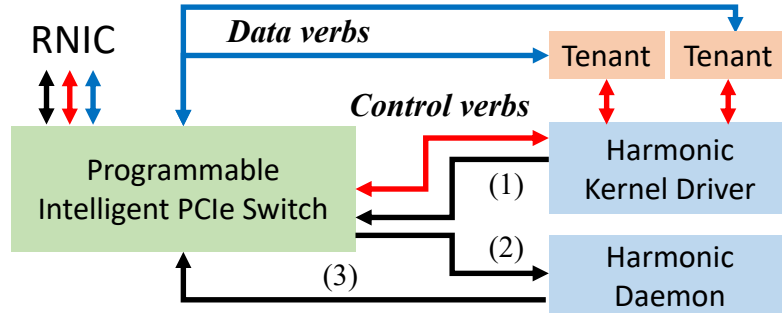 RNIC
Data verbs
Tenant
Tenant
Control verbs
Programmable
Intelligent PCIe Switch
Harmonic
Kernel Driver
(1)
(2)
(3)
Harmonic
Daemon